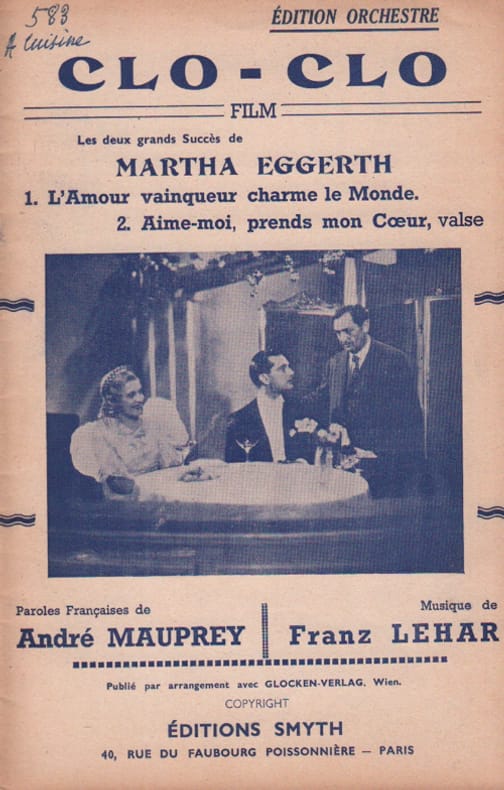 583
A Cuisine
ÉDITION ORCHESTRE
CLO - CLO
FILM
Les deux grands Succès de
MARTHA EGGERTH
1. L'Amour vainqueur charme le Monde.
2. Aime-moi, prends mon Cœur, valse
Paroles Françaises de
André MAUPREY
Musique de
Franz LEHAR
Publié par arrangement avec GLOCKEN-VERLAG, Wien.
COPYRIGHT
ÉDITIONS SMYTH
40, RUE DU FAUBOURG POISSONNIÈRE — PARIS